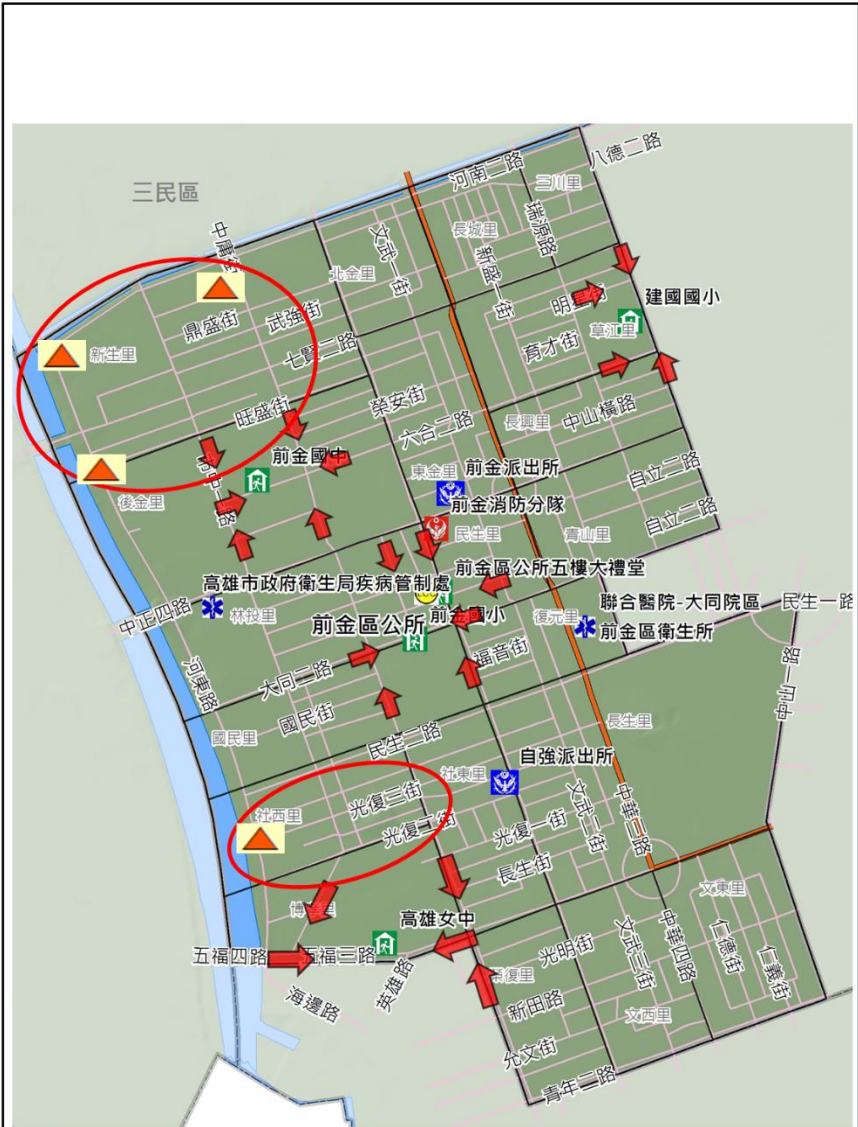 河南二路
八德二路
三川里
三民區
中庸街
瑞源路
長城里
文武一街
新盛一街
北金里
建國國小
鼎盛街
武強街
明星街
草江里
七賢二路
新生里
育才街
榮安街
中山橫路
旺盛街
六合二路
長興里
前金國中
東金里
前金派出所
自立二路
後金里
前金消防分隊
自立二路
民生里
青山里
前金區公所五樓大禮堂
高雄市政府衛生局疾病管制處
聯合醫院-大同院區
民生一路
中正四路
林投里
前金國小
復元里
前金區公所
前金區衛生所
福音街
大同二路
河東路
國民街
中山一路
長生里
國民里
民生二路
自強派出所
社東里
光復三街
中華三路
社西里
文武二街
光復二街
光復一街
長生街
文東里
高雄女中
五福四路
五福三路
光明街
文武三街
中華四路
仁德街
仁義街
英雄路
海邊路
新田路
文西里
允文街
青年二路